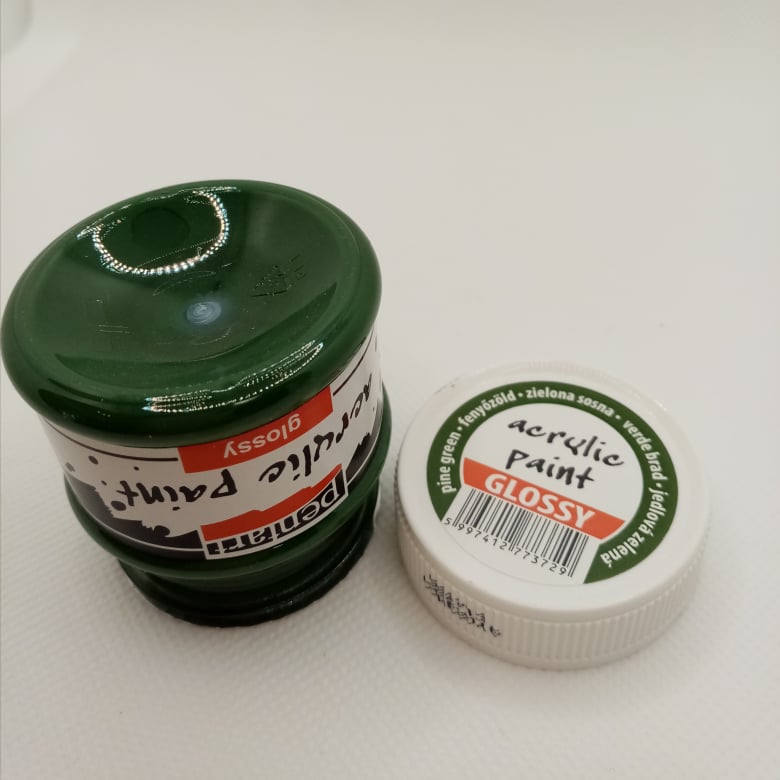 pentart
acrylic paint
glossy
pine green • fenyőzöld • zielona sosna • verde brad • jedlová zelená
acrylic
paint
GLOSSY
5 997412 773729